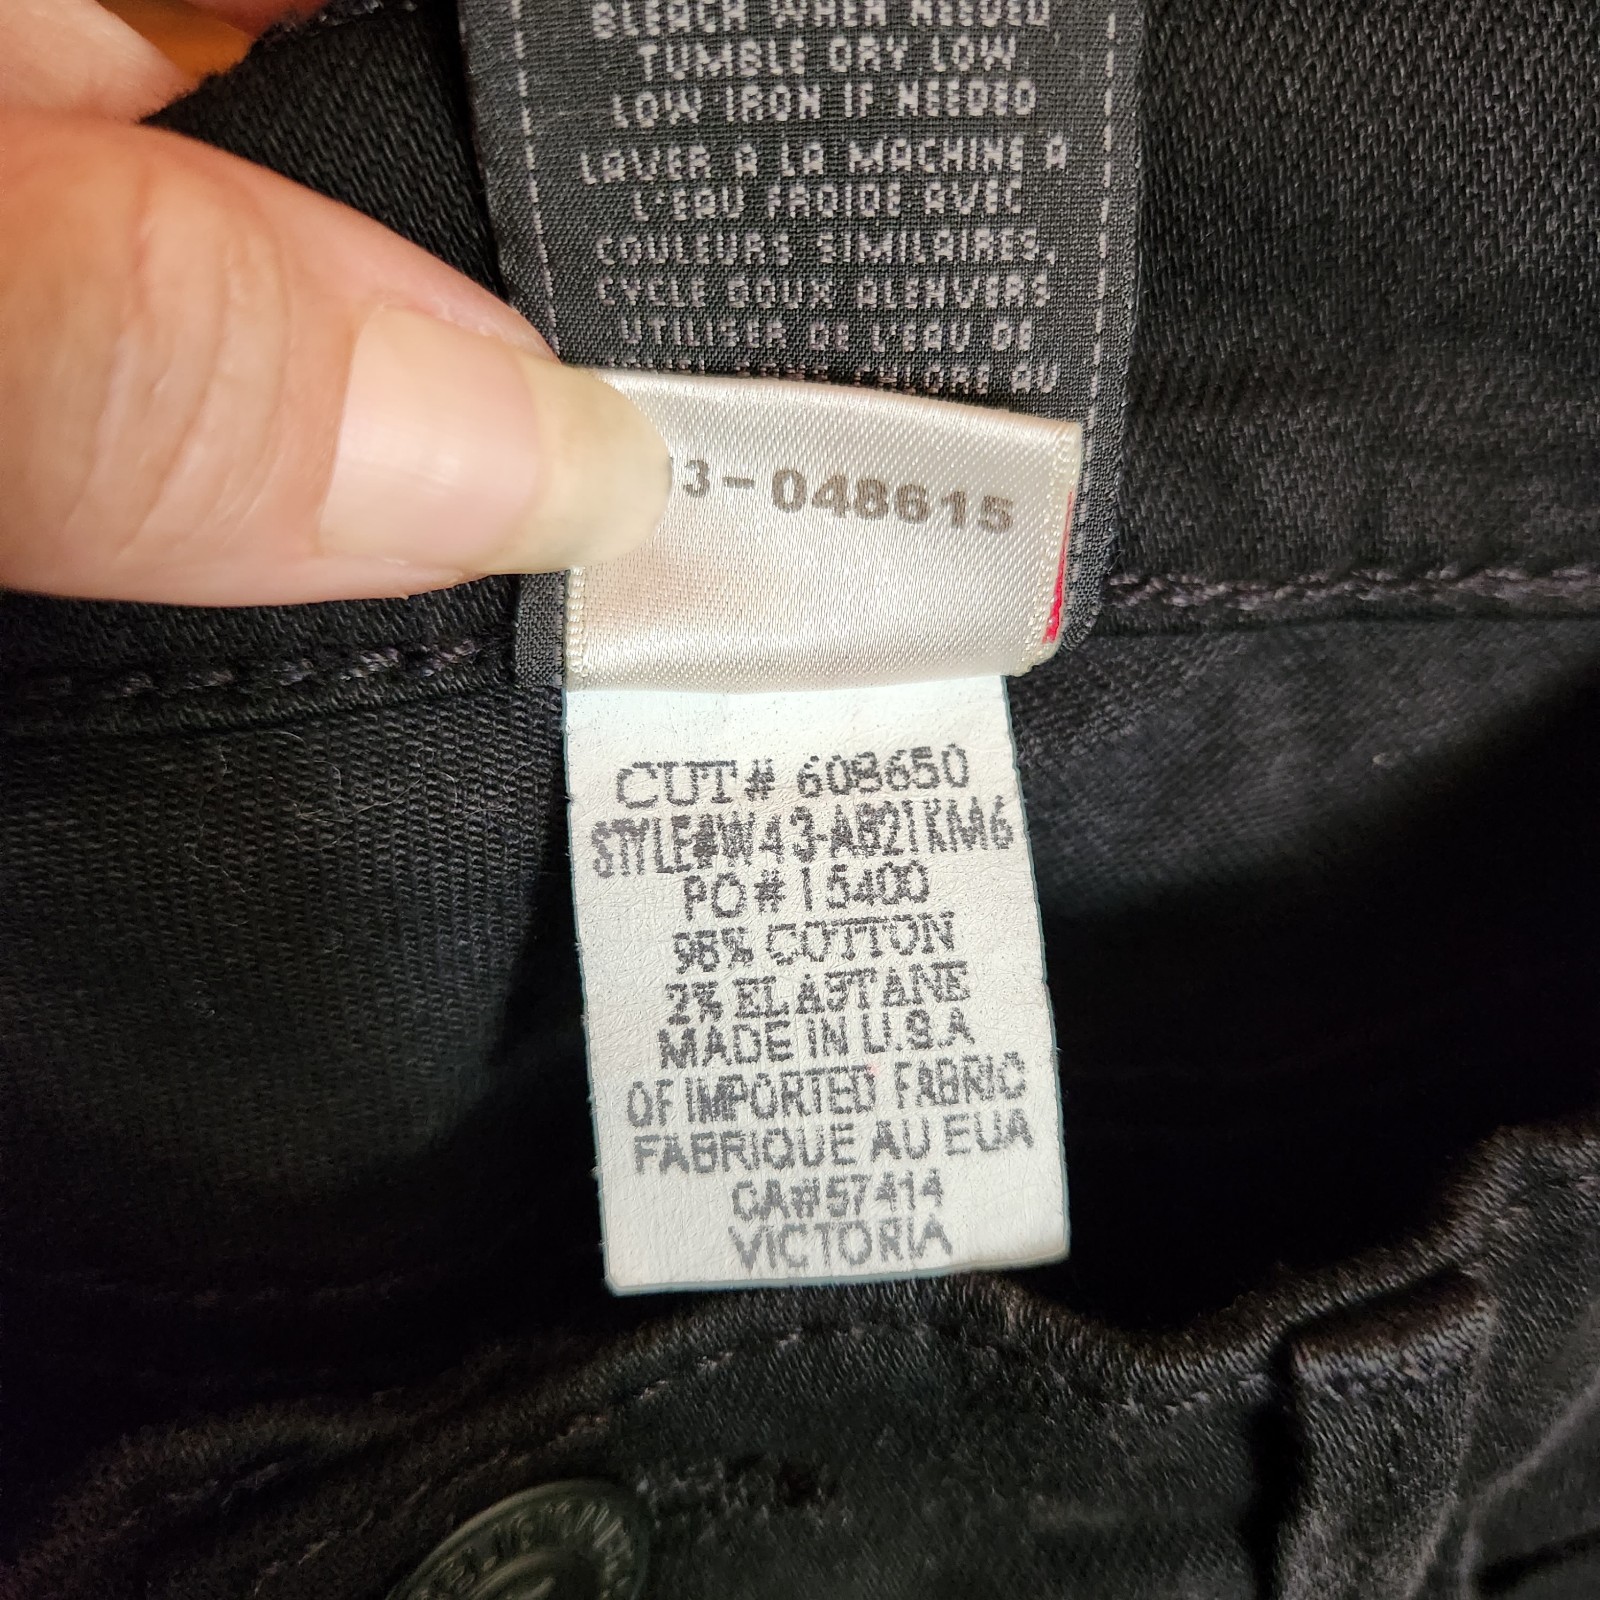 BLEACH WHEN NEEDED
TUMBLE DRY LOW
LOW IRON IF NEEDED
LAVER A LA MACHINE A
L'EAU FROIDE AVEC
COULEURS SIMILAIRES,
CYCLE DOUX
UTILISER DE L'EAU DE
AU
3-048615
CUT# 608650
STYLE#W43-AB21KM6
PO# 15400
98% COTTON
2% ELASTANE
MADE IN U.S.A
OF IMPORTED FABRIC
FABRIQUE AU EUA
CA#57414
VICTORIA